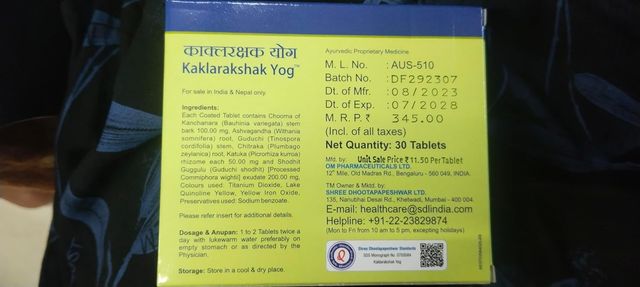 काक्लरक्षक योग
Kaklarakshak Yog™
For sale in India & Nepal only.
Ingredients:
Each Coated Tablet contains Choorna of
Kanchanara (Bauhinia variegata) stem
bark 100.00 mg, Ashvagandha (Withania
somnifera) root, Guduchi (Tinospora
cordifolia) stem, Chitraka (Plumbago
zeylanica) root, Katuka (Picrorhiza kurroa)
rhizome each 50.00 mg and Shodhit
Guggulu (Guduchi shodhit) [Processed
Commiphora wightii) exudate 200.00 mg.
Colours used: Titanium Dioxide, Lake
Quinoline Yellow, Yellow Iron Oxide,
Preservatives used: Sodium benzoate.
Please refer insert for additional details.
Dosage & Anupan: 1 to 2 Tablets twice a
day with lukewarm water preferably on
empty stomach or as directed by the
Physician.
Storage: Store in a cool & dry place.
Ayurvedic Proprietary Medicine
M. L. No. : AUS-510
Batch No. : DF292307
Dt. of Mfr. : 08/2023
Dt. of Exp. : 07/2028
M. R. P. ₹ 345.00
(Incl. of all taxes)
Net Quantity: 30 Tablets
Mfd. by: Unit Sale Price ₹ 11.50 Per Tablet
OM PHARMACEUTICALS LTD.
12th Mile, Old Madras Rd., Bengaluru - 560 049, INDIA.
TM Owner & Mktd. by:
SHREE DHOOTAPAPESHWAR LTD.
135, Nanubhai Desai Rd., Khetwadi, Mumbai - 400 004
E-mail: healthcare@sdlindia.com
Helpline: +91-22-23829874
(Mon to Fri from 10 am to 5 pm, excepting holidays)
Shree Dhootapapeshwar Standards
Kaklarakshak Yog